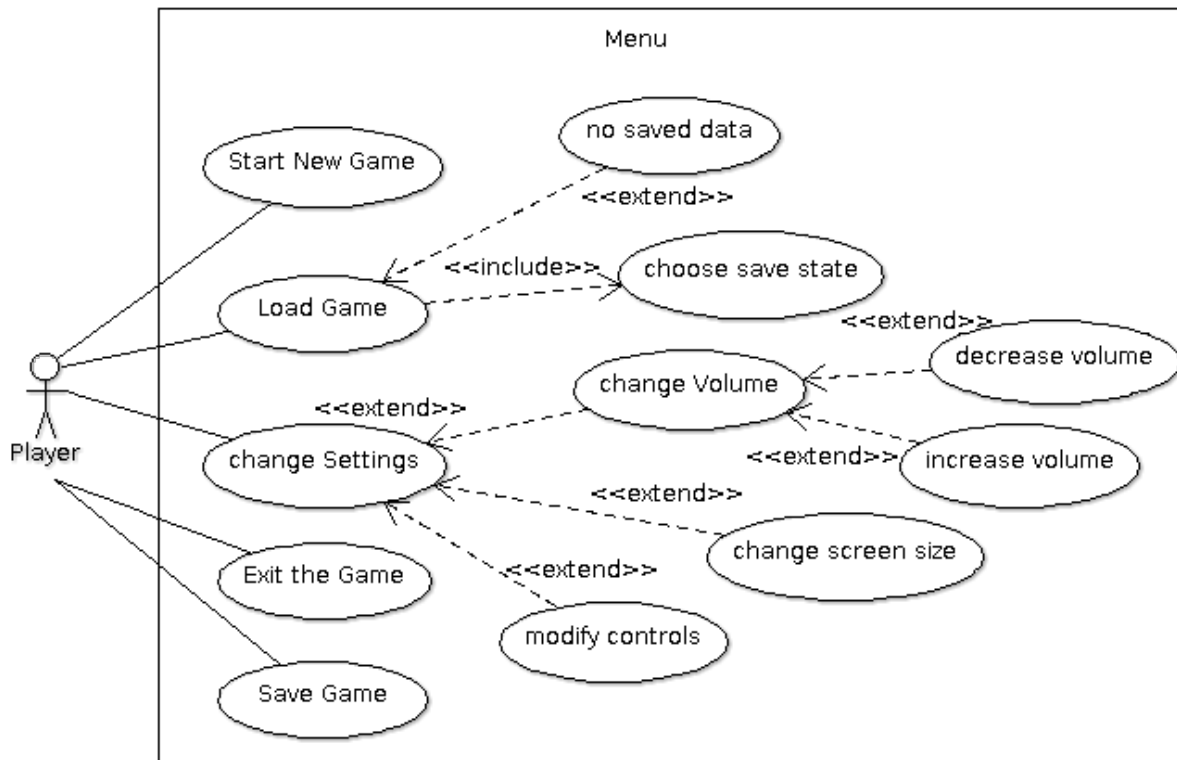 Menu
no saved data
Start New Game
<<extend>>
<<include>>
choose save state
Load Game
<<extend>>
decrease volume
change Volume
<<extend>>
Player
change Settings
<<extend>>
increase volume
<<extend>>
change screen size
Exit the Game
<<extend>>
modify controls
Save Game